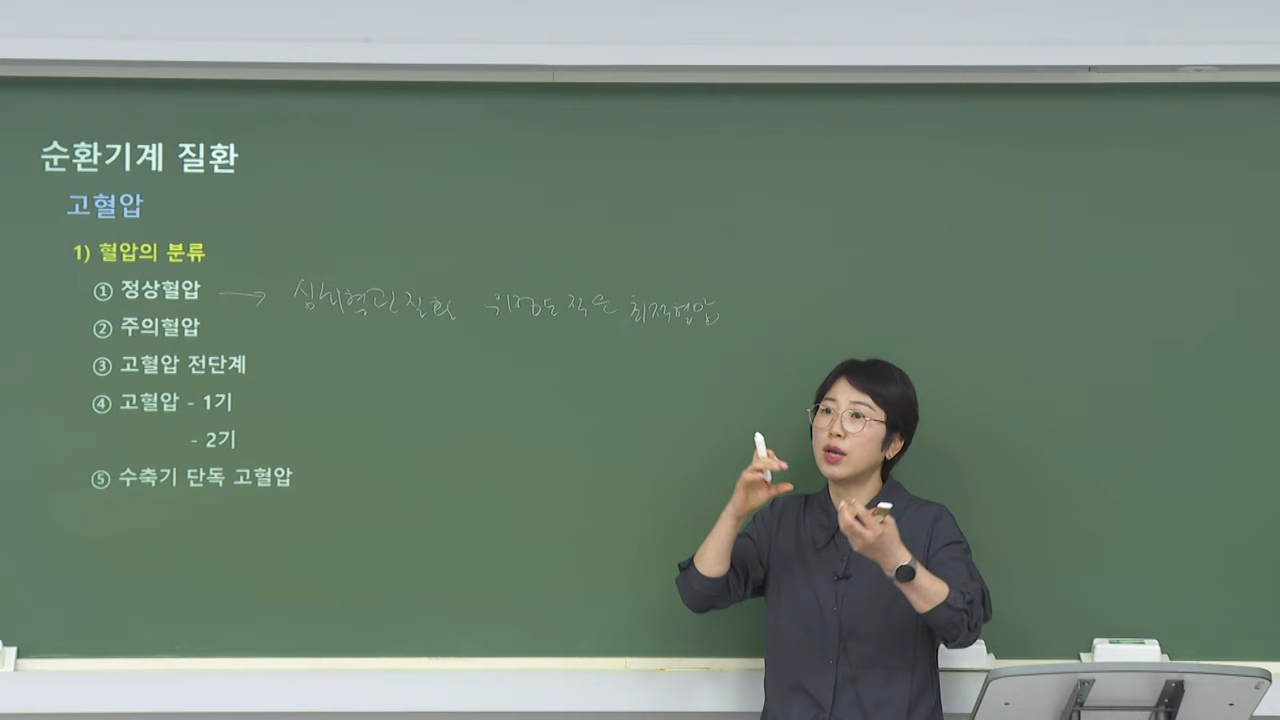 순환기계 질환
고혈압
1) 혈압의 분류
① 정상혈압 → 심뇌혈관질환 위험도 적은 최적혈압
② 주의혈압
③ 고혈압 전단계
④ 고혈압 - 1기
- 2기
⑤ 수축기 단독 고혈압